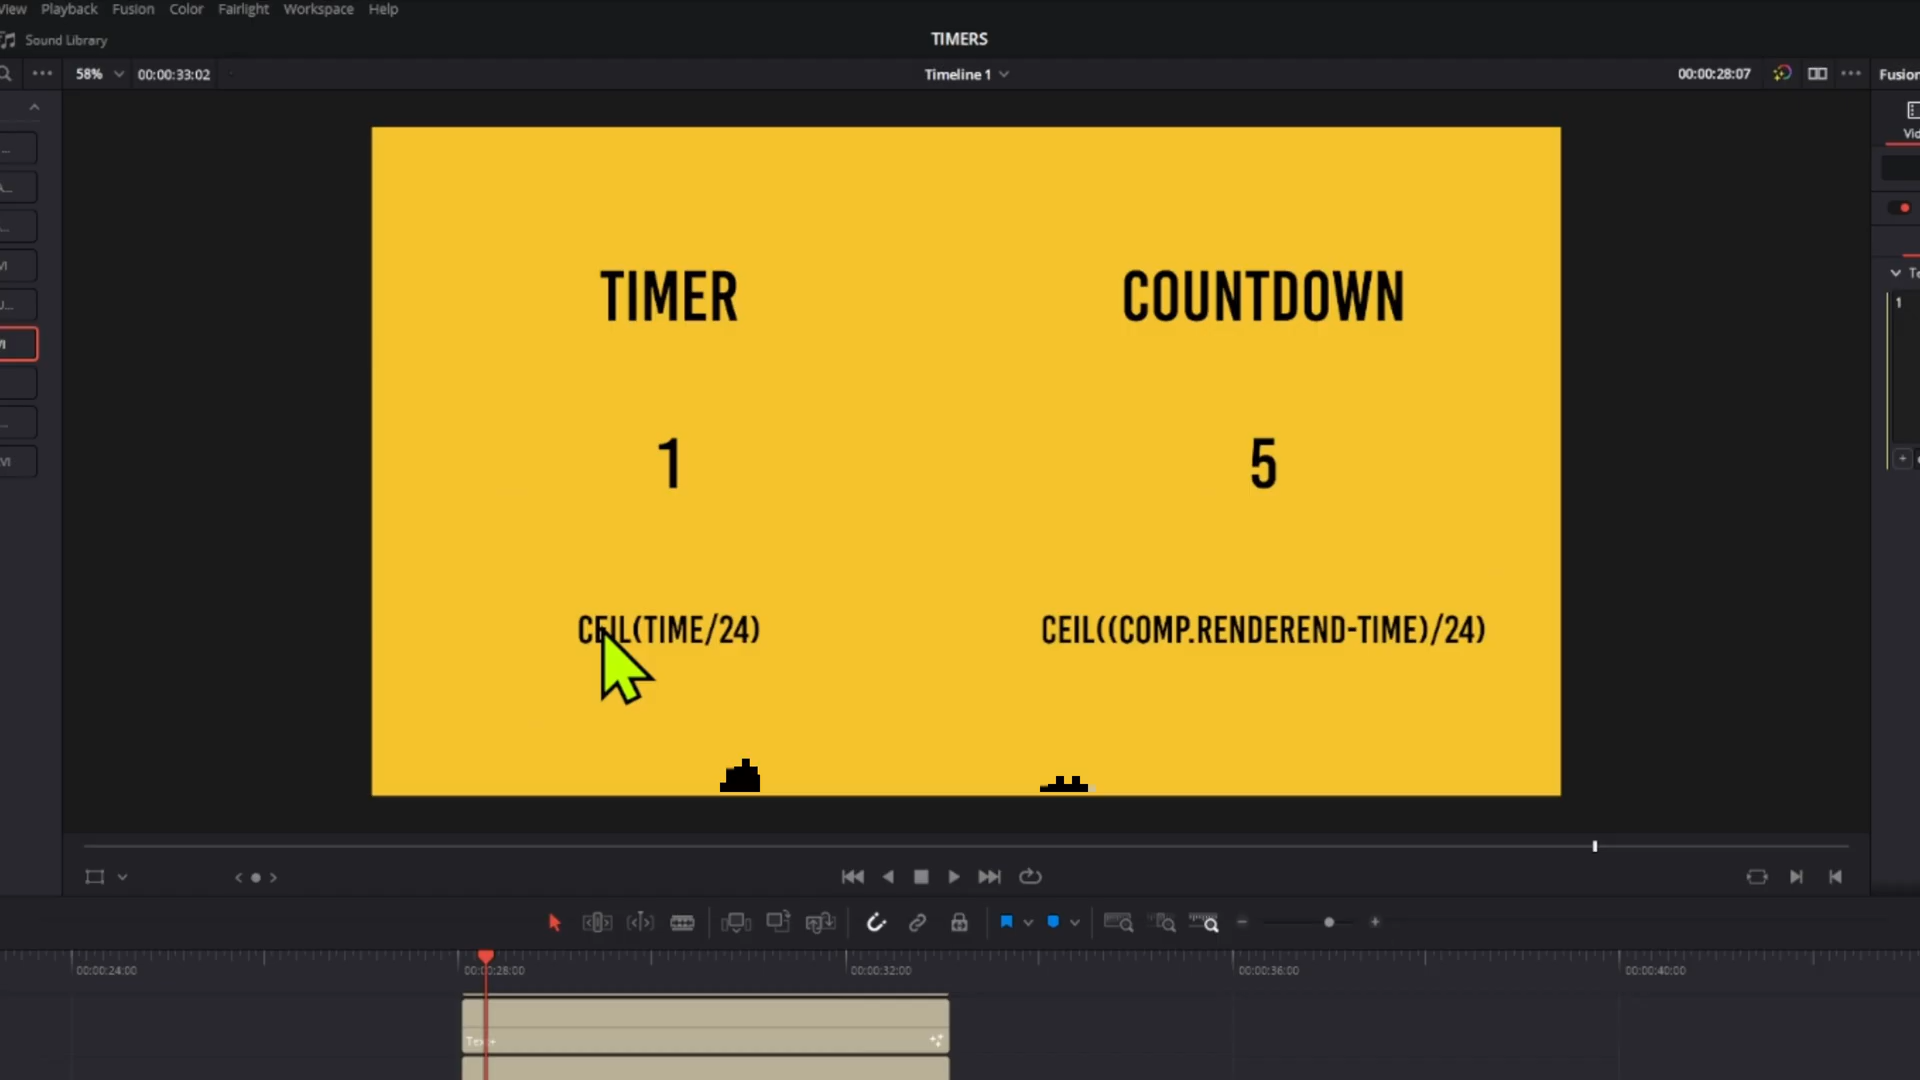 View Playback Fusion Color Fairlight Workspace Help
Sound Library
TIMERS
58%
00:00:33:02
Timeline 1
00:00:28:07
TIMER
COUNTDOWN
1
1
5
CEIL(TIME/24)
CEIL((COMP.RENDEREND-TIME)/24)
00:00:24:00
00:00:28:00
00:00:32:00
00:00:36:00
00:00:40:00
Text+